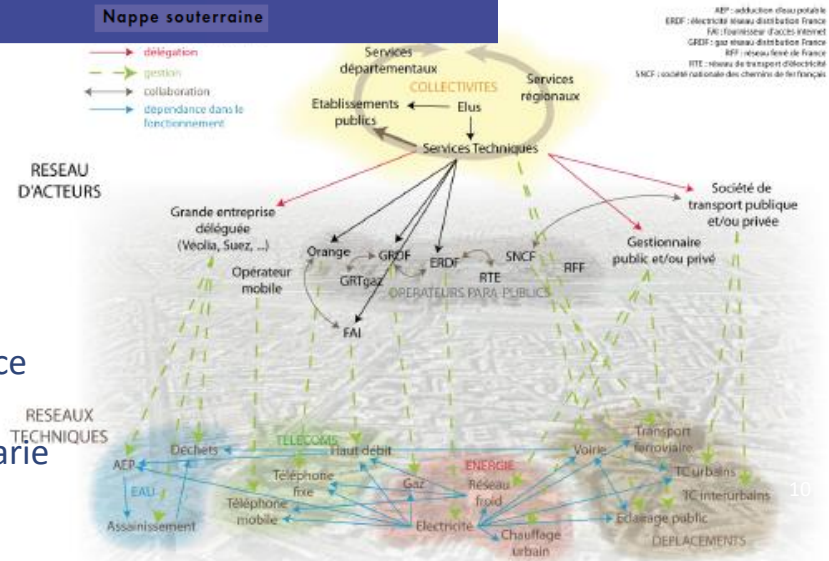 Nappe souterraine
AEP : adduction d'eau potable
ERDF : électricité réseau distribution France
FAI : fournisseur d'accès internet
GRDF : gaz réseau distribution France
RFF : réseau ferré de France
RTE : réseau de transport d'électricité
SNCF : société nationale des chemins de fer français
délégation
gestion
collaboration
dépendance dans le
fonctionnement
Services
départementaux
COLLECTIVITES
Services
régionaux
Etablissements
publics
Elus
Services Techniques
RESEAU
D'ACTEURS
Grande entreprise
déléguée
(Véolia, Suez, ...)
Société de
transport publique
et/ou privée
Gestionnaire
public et/ou privé
Opérateur
mobile
Orange
GRDF
ERDF
SNCF
RFF
GRTgaz
RTE
OPERATEURS PARA-PUBLICS
FAI
ce
arie
RESEAUX
TECHNIQUES
AEP
Déchets
EAU
Assainissement
TELECOMS
Haut débit
Téléphone
fixe
Téléphone
mobile
ENERGIE
Gaz
Réseau
froid
Electricité
Chauffage
urbain
Voirie
Transport
ferroviaire
TC urbains
TC interurbains
Eclairage public
DEPLACEMENTS
10